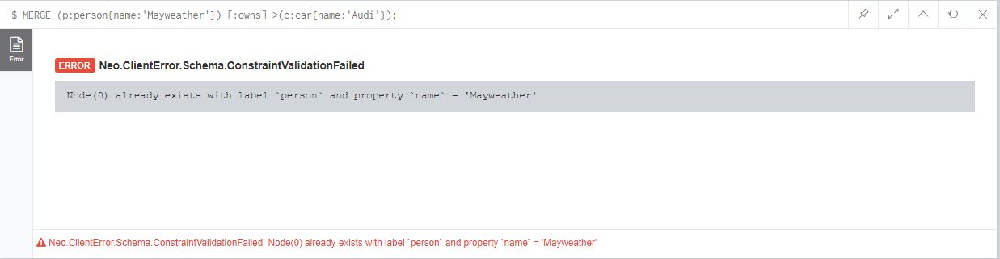 $ MERGE (p:person{name:'Mayweather'})-[:owns]->(c:car{name:'Audi'});
Error
ERROR Neo.ClientError.Schema.ConstraintValidationFailed
Node(0) already exists with label `person` and property `name` = 'Mayweather'
Neo.ClientError.Schema.ConstraintValidationFailed: Node(0) already exists with label `person` and property `name` = 'Mayweather'